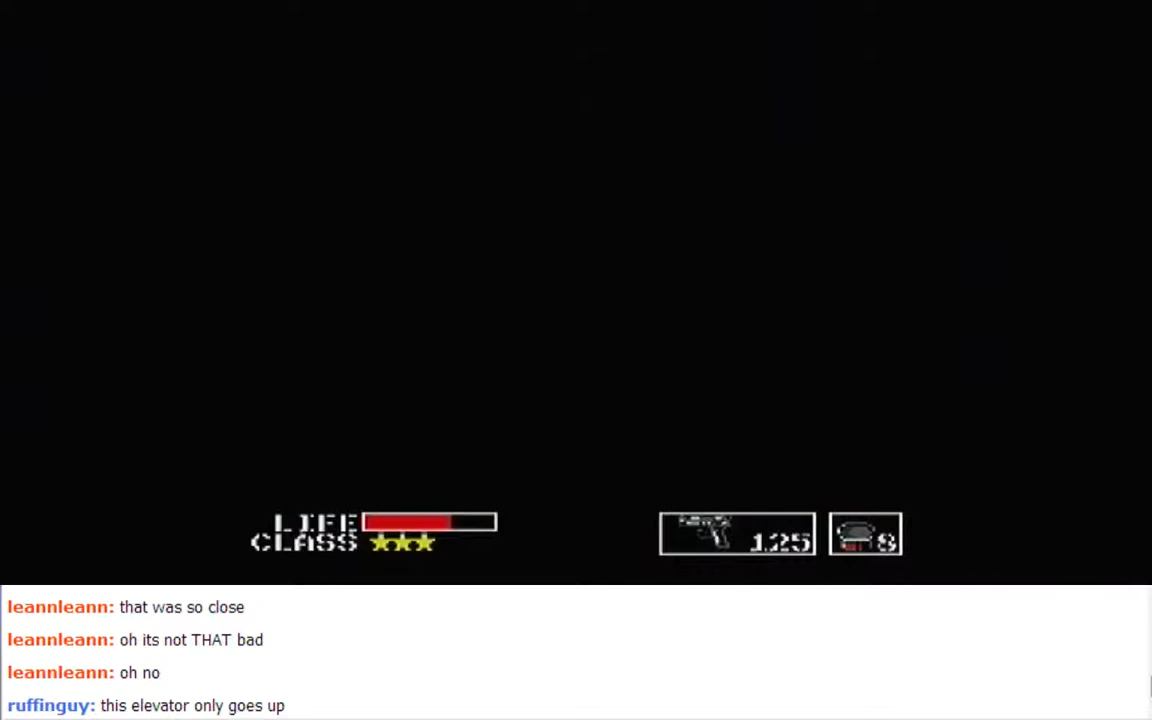 LIFE
CLASS
125
8
leannleann: that was so close
leannleann: oh its not THAT bad
leannleann: oh no
ruffinguy: this elevator only goes up